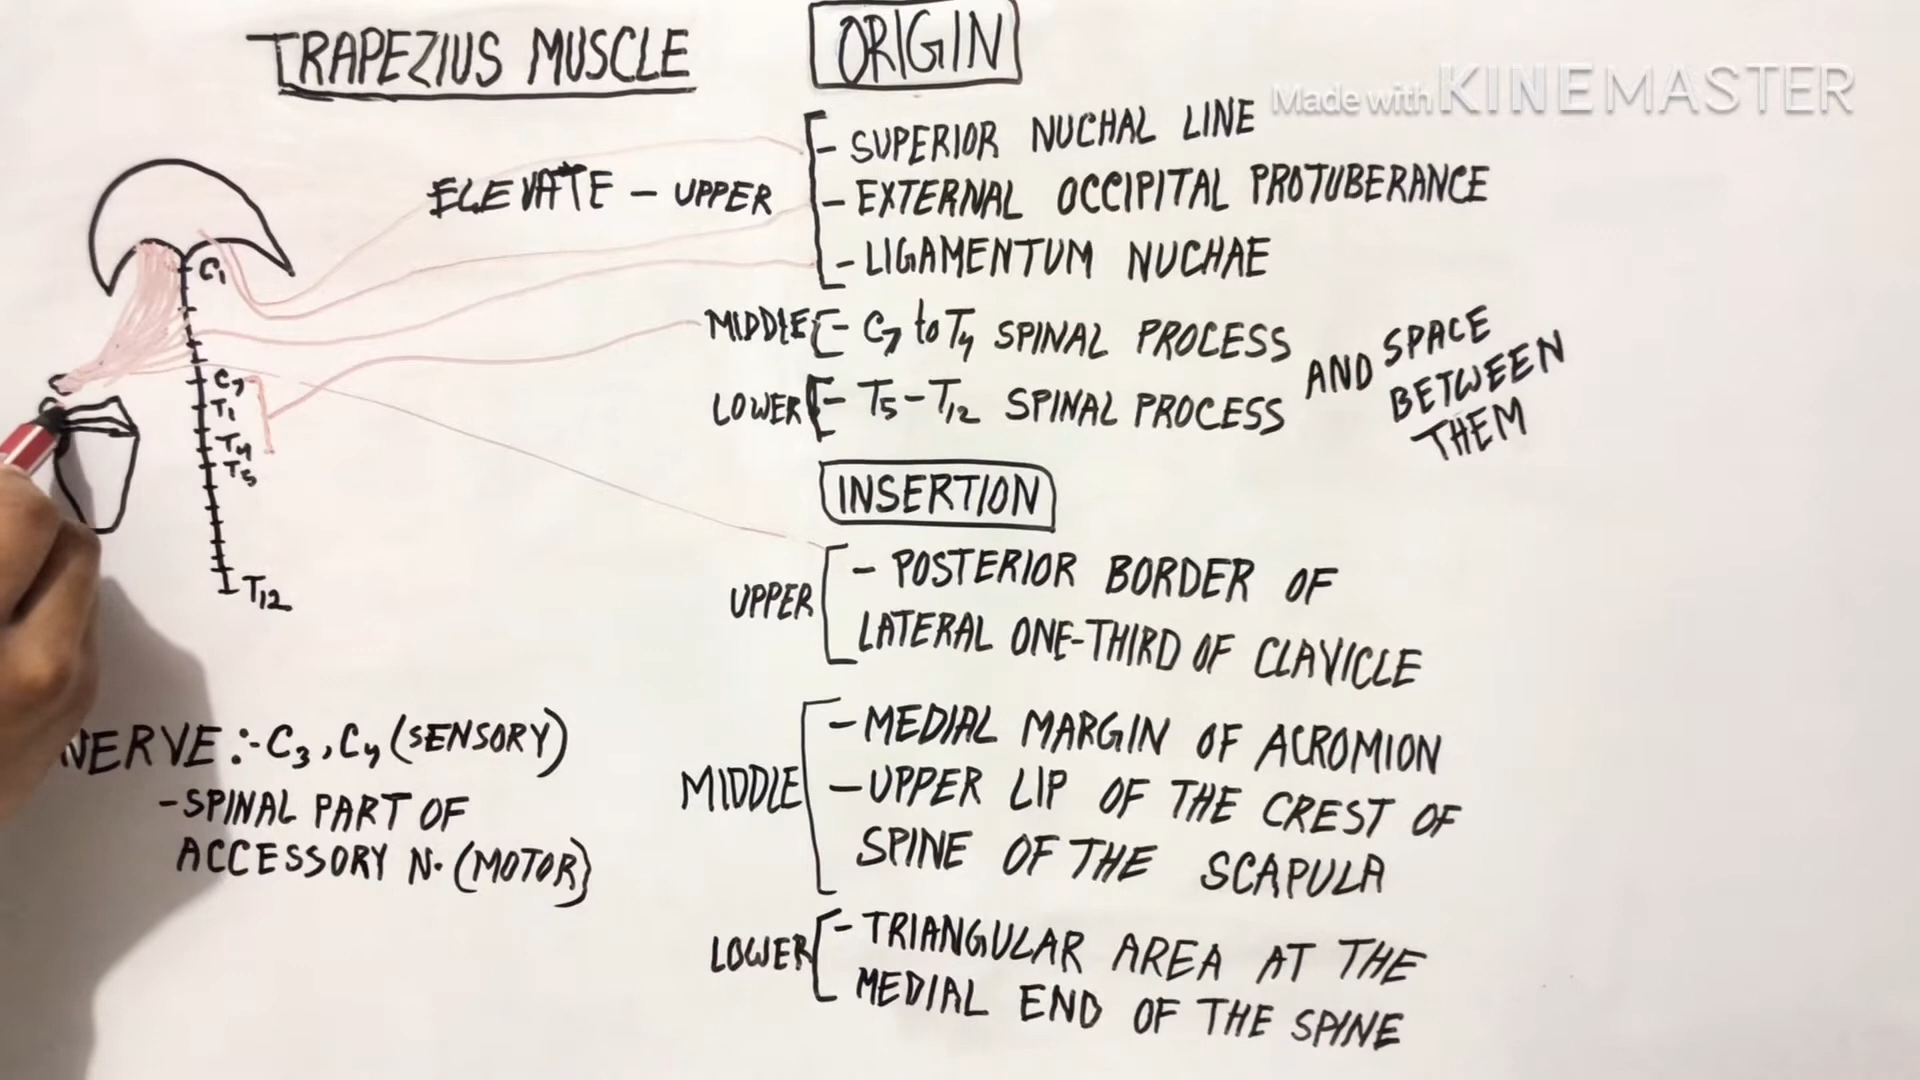 TRAPEZIUS MUSCLE
ORIGIN
Made with KINEMASTER
ELEVATE - UPPER
- SUPERIOR NUCHAL LINE
- EXTERNAL OCCIPITAL PROTUBERANCE
- LIGAMENTUM NUCHAE
MIDDLE - C7 to T4 SPINAL PROCESS
LOWER - T5 - T12 SPINAL PROCESS
AND SPACE
BETWEEN
THEM
C1
C7
T1
T4
T5
T12
INSERTION
UPPER
- POSTERIOR BORDER OF
LATERAL ONE-THIRD OF CLAVICLE
MIDDLE
- MEDIAL MARGIN OF ACROMION
- UPPER LIP OF THE CREST OF
SPINE OF THE SCAPULA
LOWER
- TRIANGULAR AREA AT THE
MEDIAL END OF THE SPINE
NERVE :- C3, C4 (SENSORY)
- SPINAL PART OF
ACCESSORY N. (MOTOR)